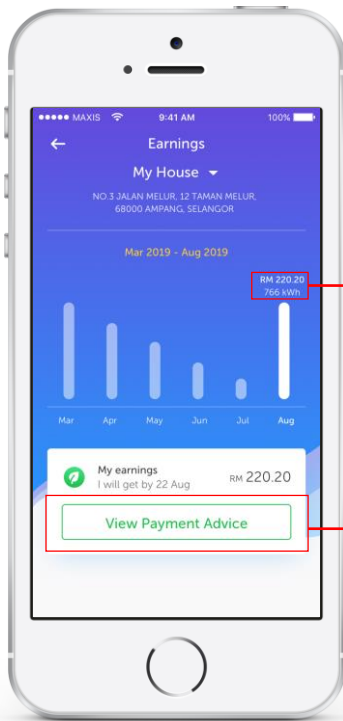 MAXIS 9:41 AM 100%
Earnings
My House
NO.3 JALAN MELUR, 12 TAMAN MELUR,
68000 AMPANG, SELANGOR
Mar 2019 - Aug 2019
RM 220.20
766 kWh
Mar Apr May Jun Jul Aug
My earnings
I will get by 22 Aug
RM 220.20
View Payment Advice